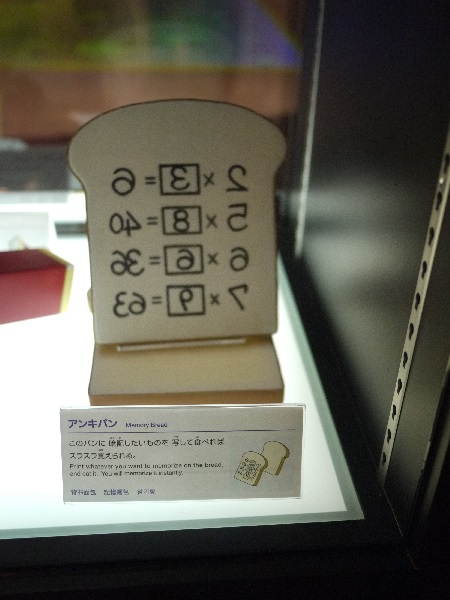 2 × 3 = 6
5 × 8 = 40
6 × 6 = 36
7 × 9 = 63
アンキパン Memory Bread
このパンに暗記したいものを写して食べれば
スラスラ覚えられる。
Print whatever you want to memorize on the bread,
and eat it. You will memorize it instantly.